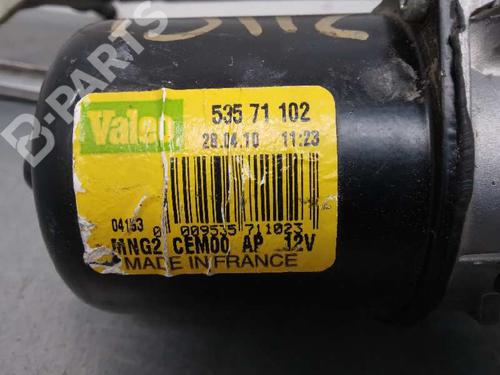 B-PARTS
Valeo
535 71 102
28.04.10 11:23
04153
0 009535 711023
MNG2 CEM00 AP 12V
MADE IN FRANCE